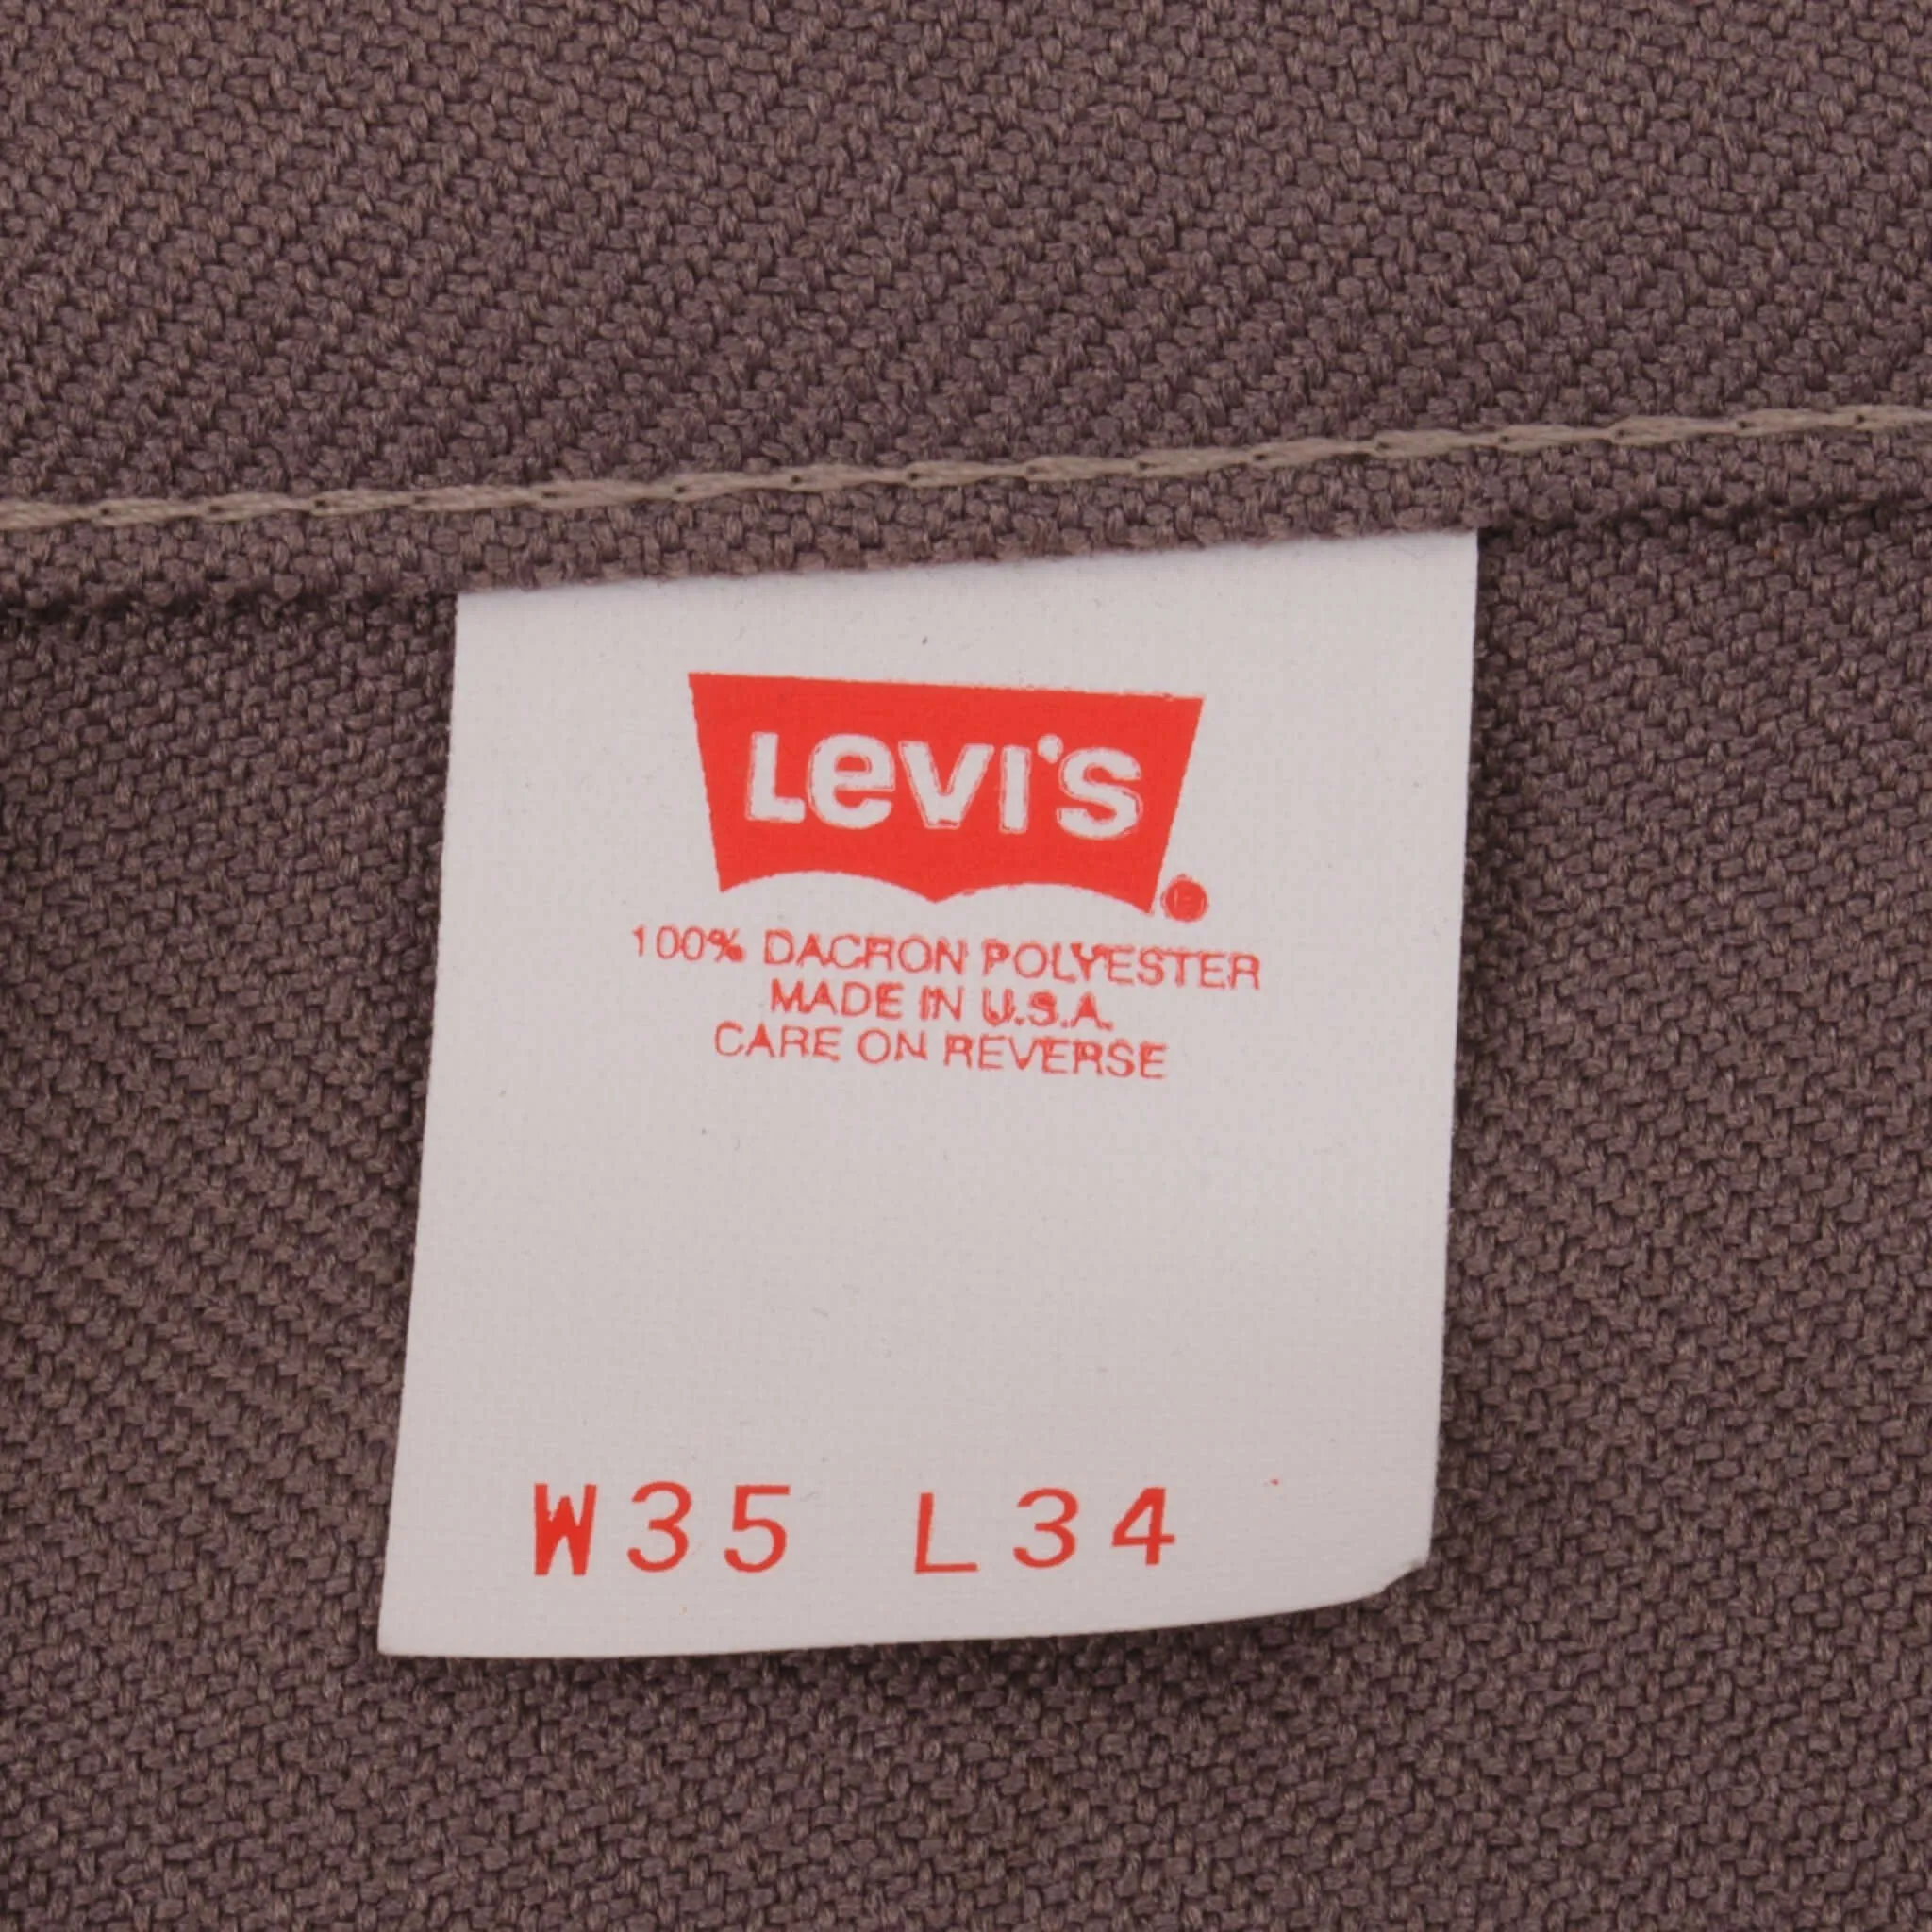 Levi's
100% DACRON POLYESTER
MADE IN U.S.A.
CARE ON REVERSE
W35 L34